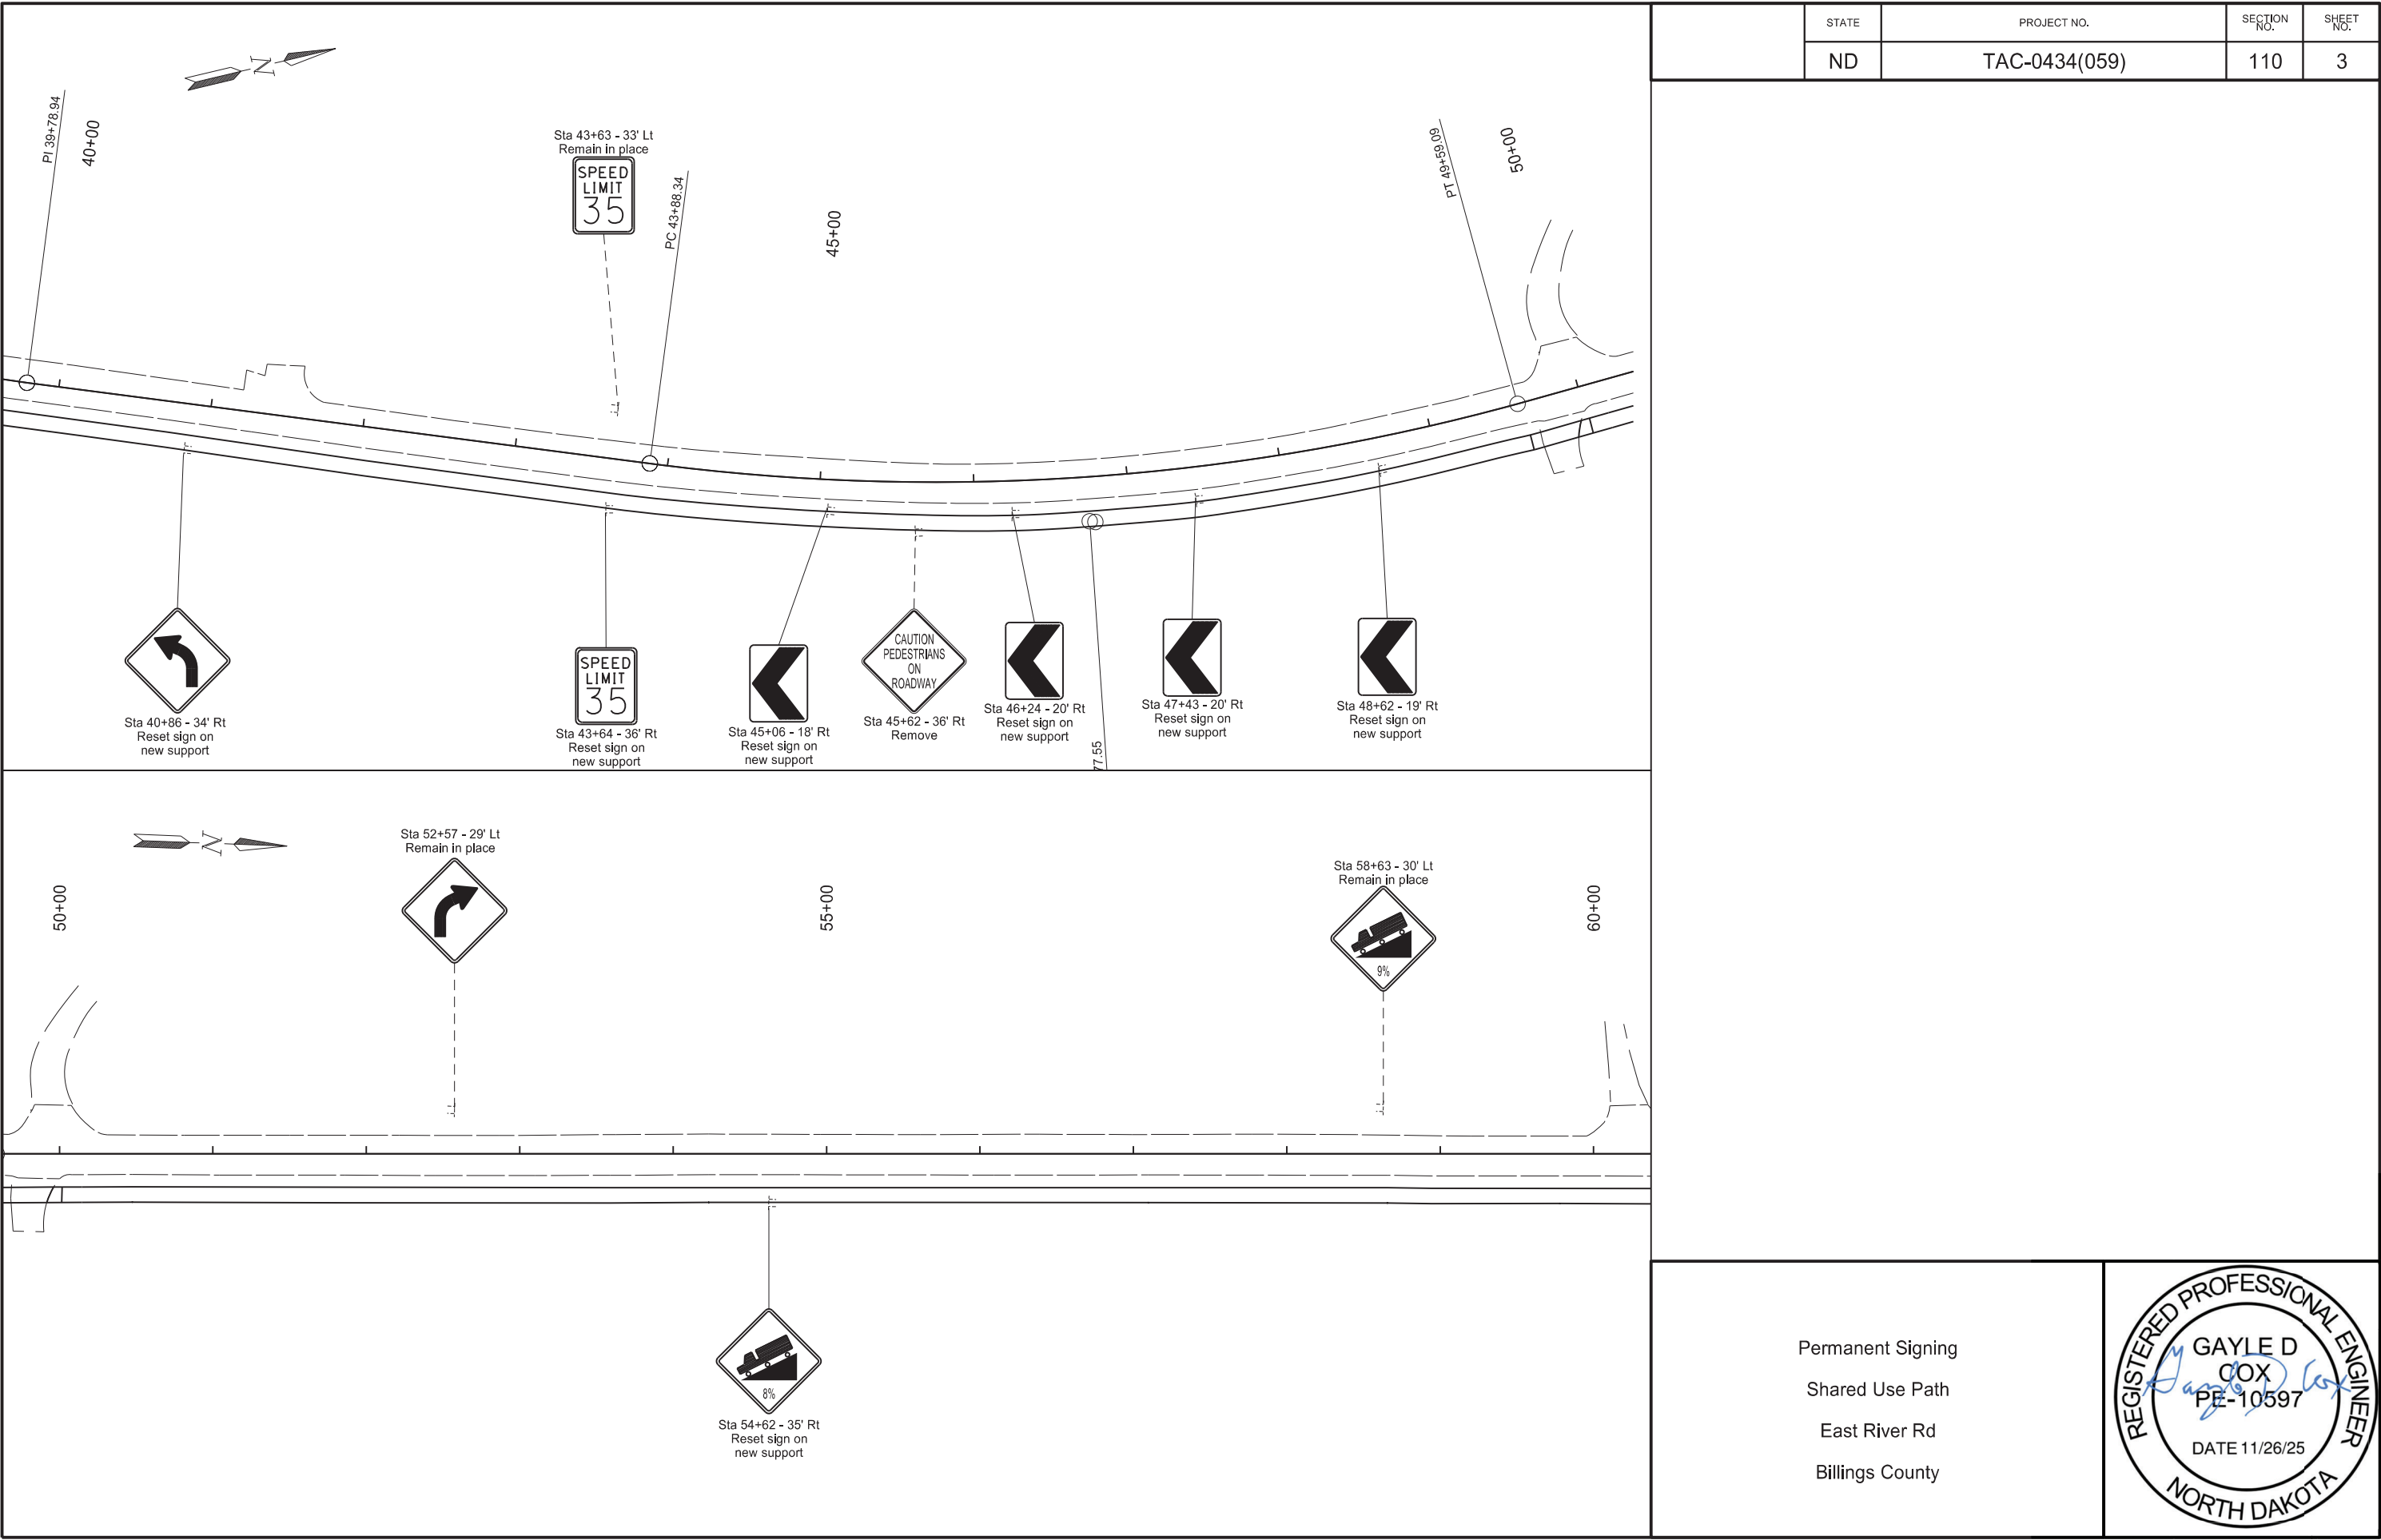 STATE
PROJECT NO.
SECTION NO.
SHEET NO.
ND
TAC-0434(059)
110
3
N
PI 39+78.94
40+00
Sta 43+63 - 33' Lt
Remain in place
SPEED
LIMIT
35
PC 43+88.34
45+00
PT 49+59.09
50+00
Sta 40+86 - 34' Rt
Reset sign on
new support
SPEED
LIMIT
35
Sta 43+64 - 36' Rt
Reset sign on
new support
Sta 45+06 - 18' Rt
Reset sign on
new support
CAUTION
PEDESTRIANS
ON
ROADWAY
Sta 45+62 - 36' Rt
Remove
Sta 46+24 - 20' Rt
Reset sign on
new support
77.55
Sta 47+43 - 20' Rt
Reset sign on
new support
Sta 48+62 - 19' Rt
Reset sign on
new support
N
50+00
Sta 52+57 - 29' Lt
Remain in place
55+00
Sta 58+63 - 30' Lt
Remain in place
9%
60+00
8%
Sta 54+62 - 35' Rt
Reset sign on
new support
Permanent Signing
Shared Use Path
East River Rd
Billings County
REGISTERED PROFESSIONAL ENGINEER
GAYLE D
COX
PE-10597
Gayle D Cox
DATE 11/26/25
NORTH DAKOTA